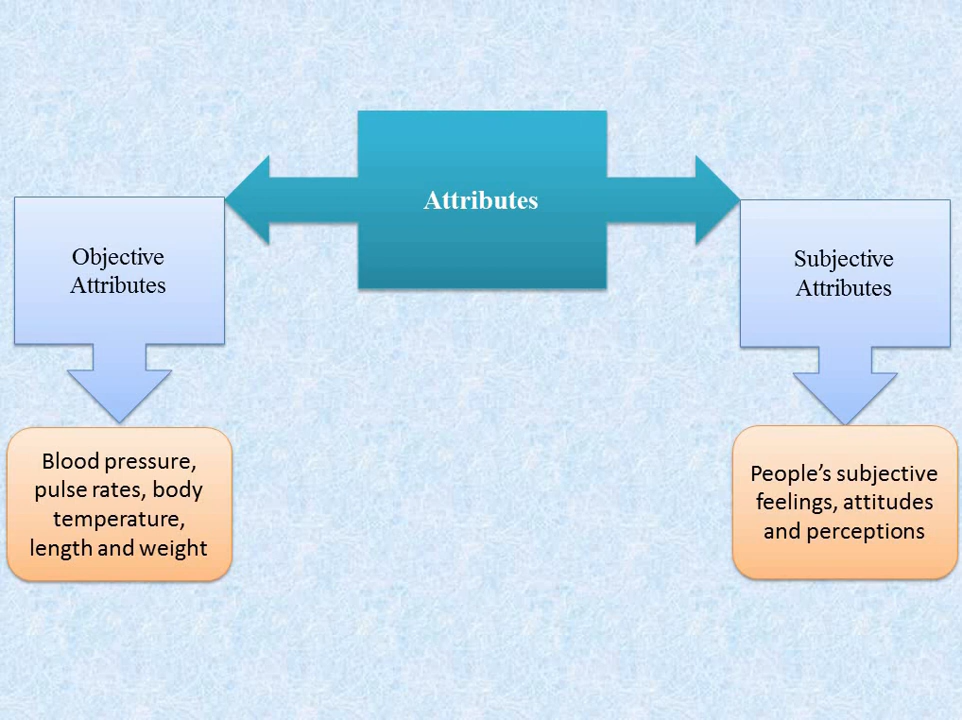 Attributes
Objective
Attributes
Subjective
Attributes
Blood pressure,
pulse rates, body
temperature,
length and weight
People’s subjective
feelings, attitudes
and perceptions